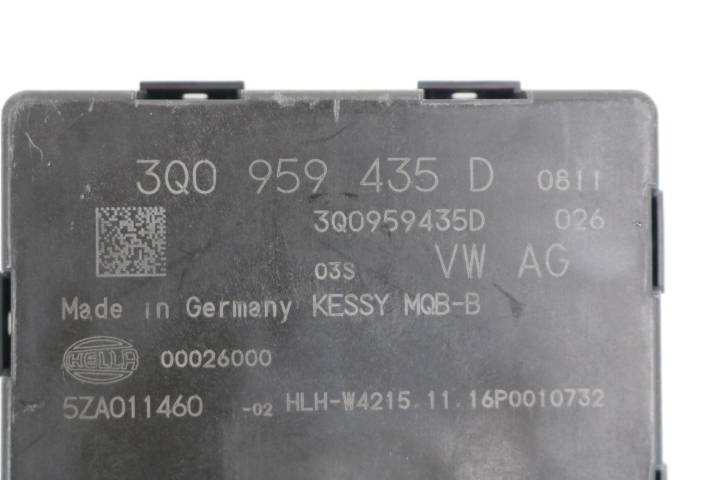 3Q0 959 435 D 0811
3Q0959435D 026
03S VW AG
Made in Germany KESSY MQB-B
HELLA 00026000
5ZA011460 -02 HLH-W4215.11.16P0010732